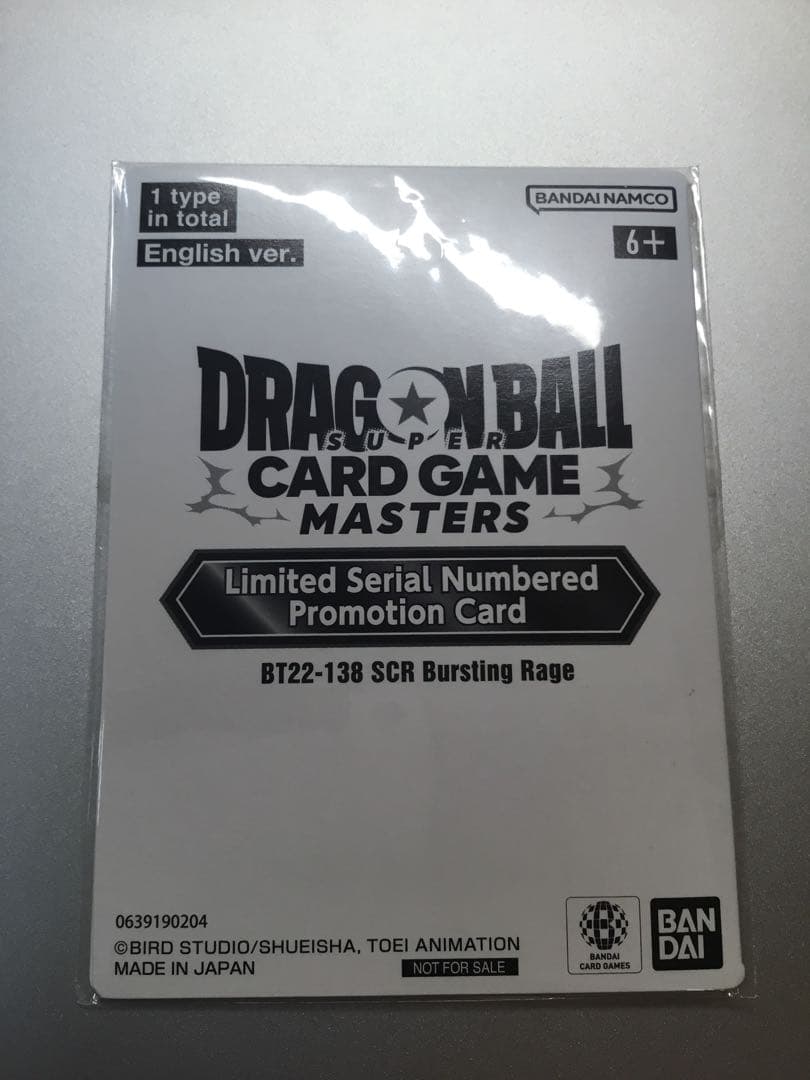 1 type
in total
English ver.
BANDAI NAMCO
6+
DRAGON BALL
SUPER
CARD GAME
MASTERS
Limited Serial Numbered
Promotion Card
BT22-138 SCR Bursting Rage
0639190204
©BIRD STUDIO/SHUEISHA, TOEI ANIMATION
MADE IN JAPAN
NOT FOR SALE
BANDAI
CARD GAMES
BAN
DAI